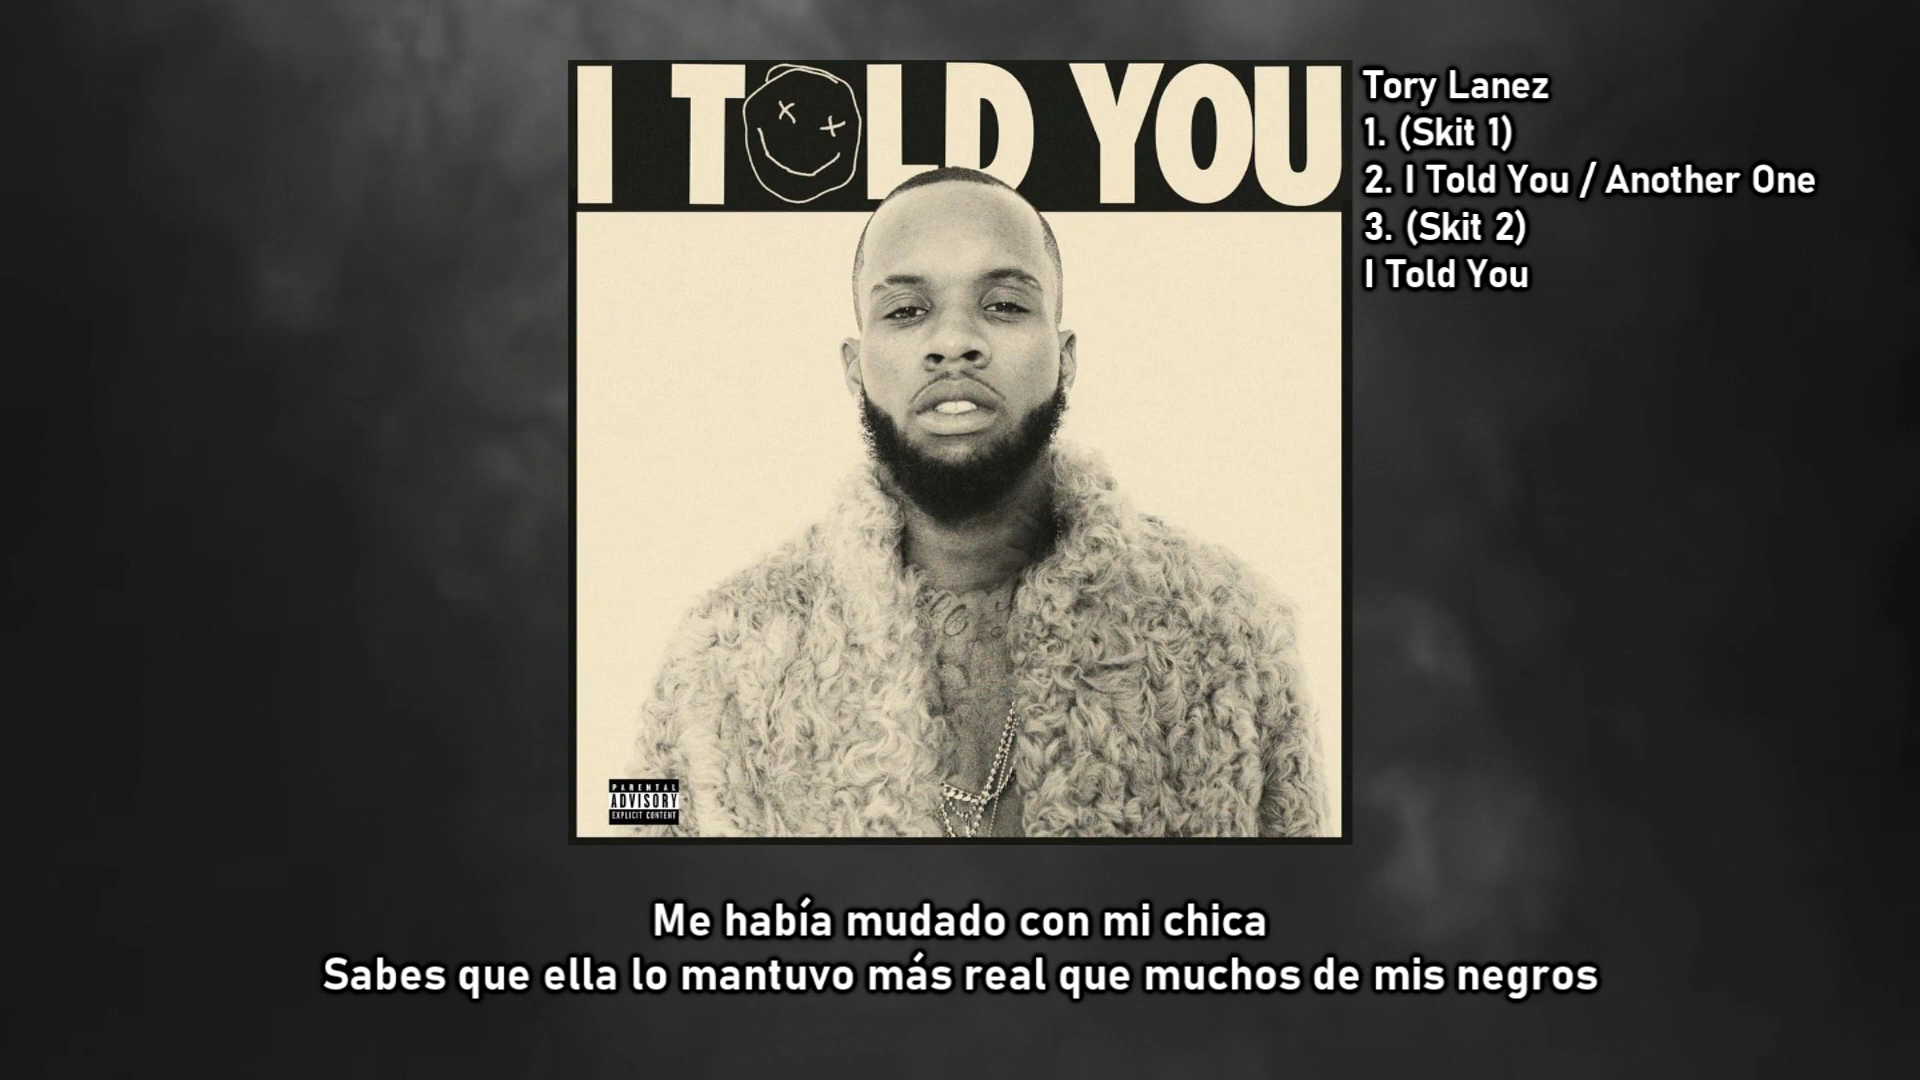 I TOLD YOU
Tory Lanez
1. (Skit 1)
2. I Told You / Another One
3. (Skit 2)
I Told You
PARENTAL
ADVISORY
EXPLICIT CONTENT
Me había mudado con mi chica
Sabes que ella lo mantuvo más real que muchos de mis negros